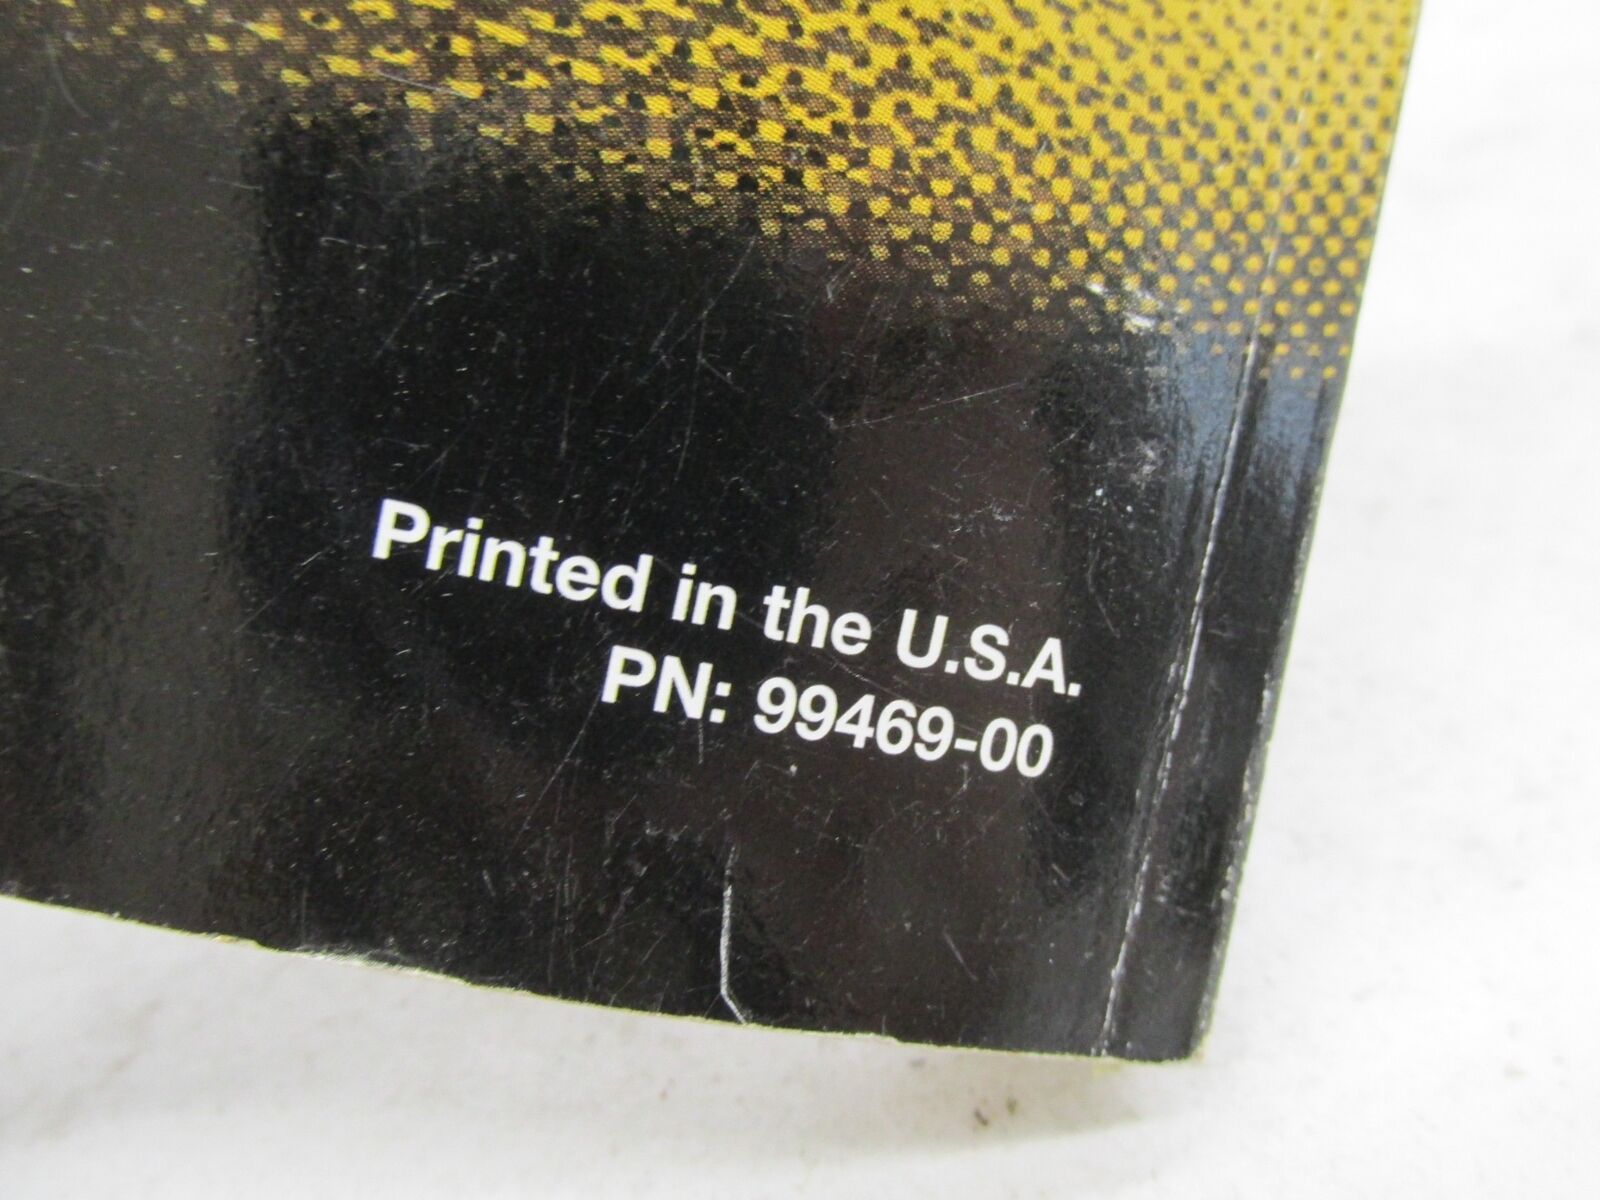 Printed in the U.S.A.
PN: 99469-00